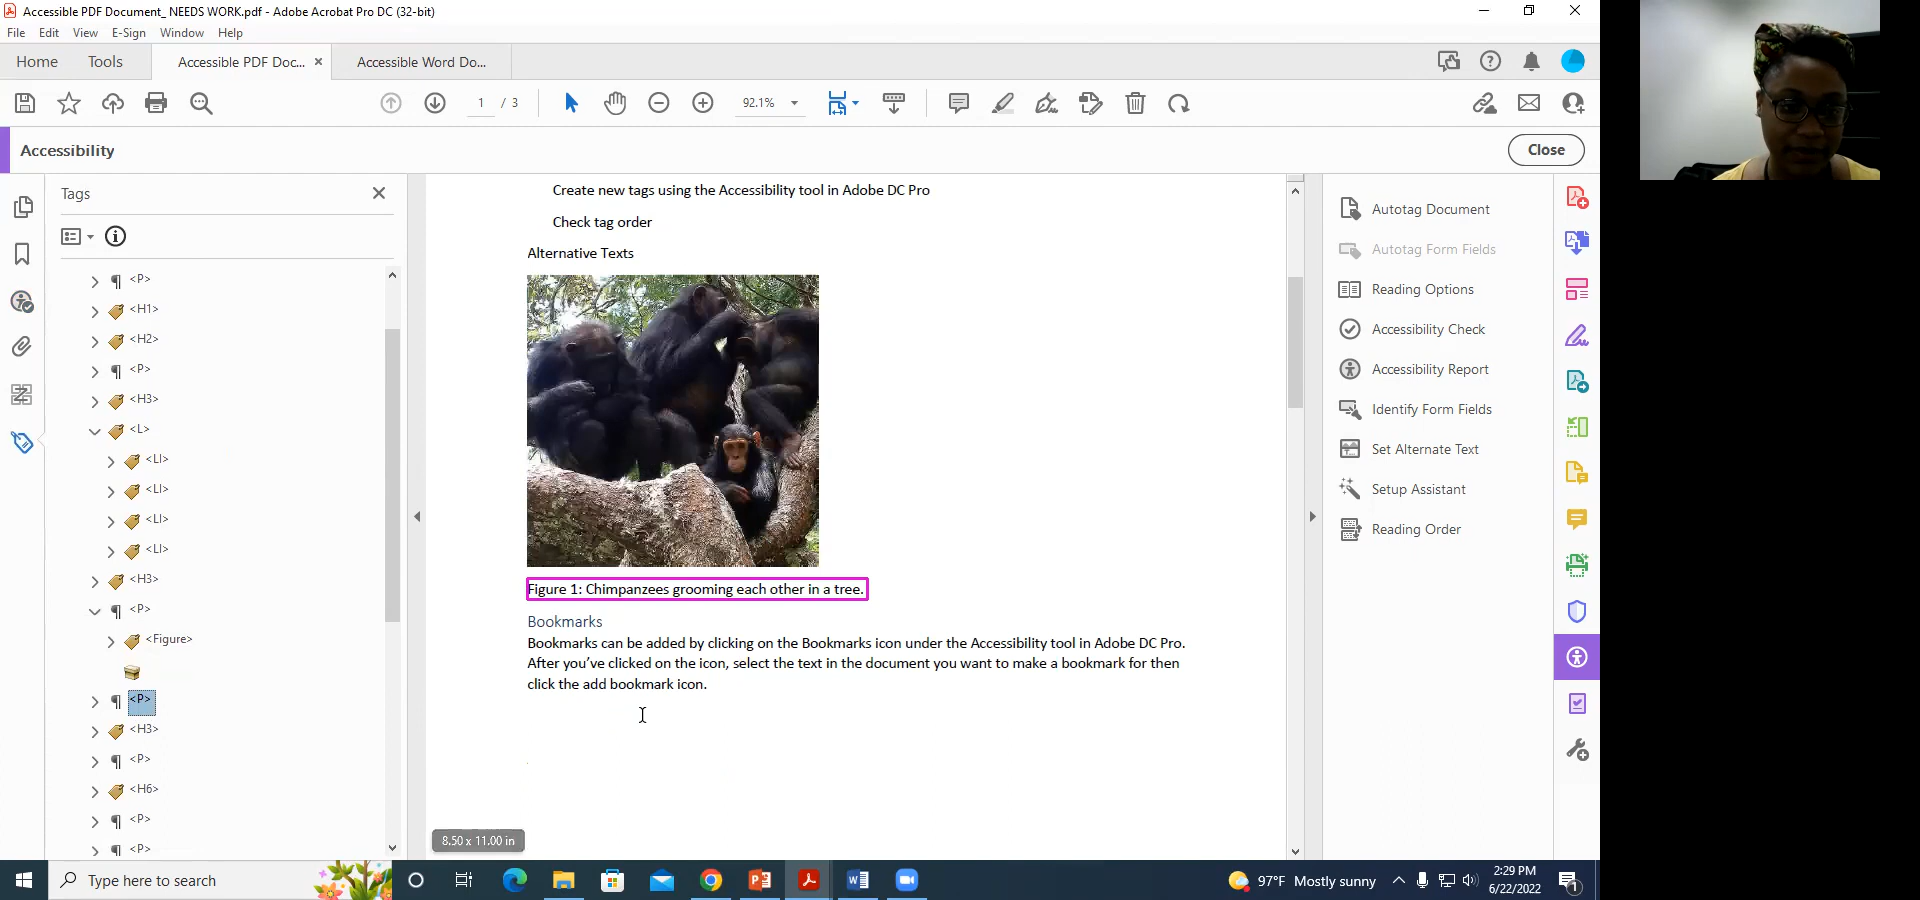 Accessible PDF Document_ NEEDS WORK.pdf - Adobe Acrobat Pro DC (32-bit)
File Edit View E-Sign Window Help
Home Tools Accessible PDF Doc... × Accessible Word Do...
1 / 3 92.1%
Accessibility
Close
Tags
<P>
<H1>
<H2>
<P>
<H3>
<L>
<LI>
<LI>
<LI>
<LI>
<H3>
<P>
<Figure>
<P>
<H3>
<P>
<H6>
<P>
<P>
Create new tags using the Accessibility tool in Adobe DC Pro
Check tag order
Alternative Texts
Figure 1: Chimpanzees grooming each other in a tree.
Bookmarks
Bookmarks can be added by clicking on the Bookmarks icon under the Accessibility tool in Adobe DC Pro.
After you’ve clicked on the icon, select the text in the document you want to make a bookmark for then
click the add bookmark icon.
8.50 x 11.00 in
Autotag Document
Autotag Form Fields
Reading Options
Accessibility Check
Accessibility Report
Identify Form Fields
Set Alternate Text
Setup Assistant
Reading Order
Type here to search
97°F Mostly sunny
2:29 PM
6/22/2022
1